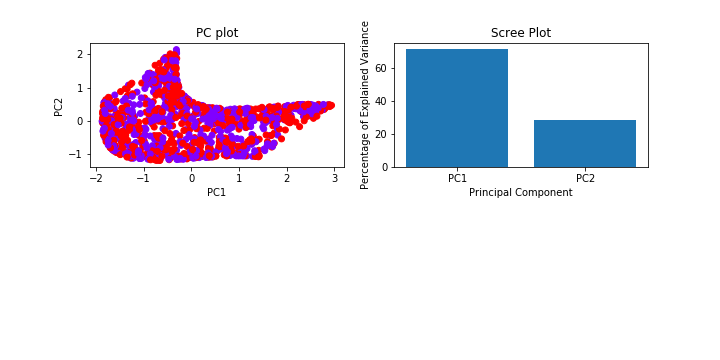 PC plot
2
1
0
−1
PC2
−2
−1
0
1
2
3
PC1
Scree Plot
60
40
20
0
Percentage of Explained Variance
PC1
PC2
Principal Component